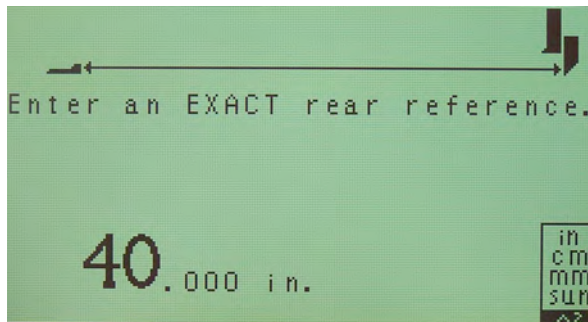 Enter an EXACT rear reference.
40.000 in.
in
cm
mm
sun